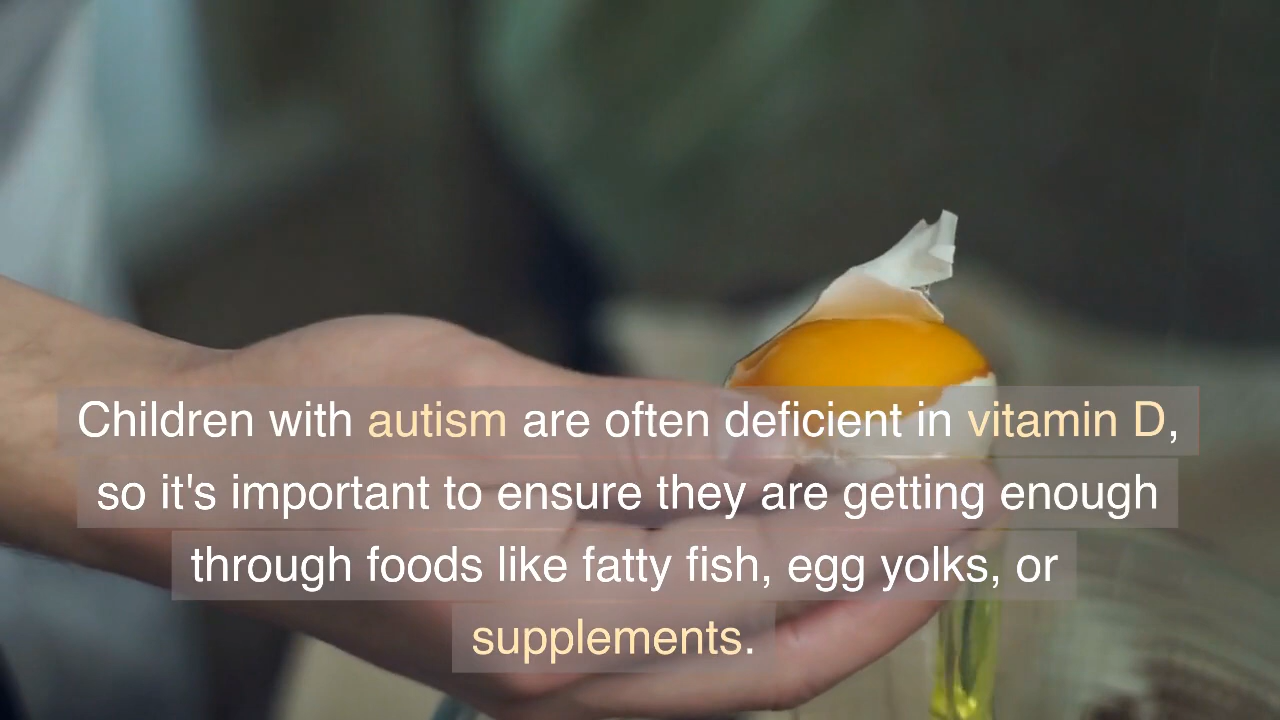 Children with autism are often deficient in vitamin D,
so it's important to ensure they are getting enough
through foods like fatty fish, egg yolks, or
supplements.